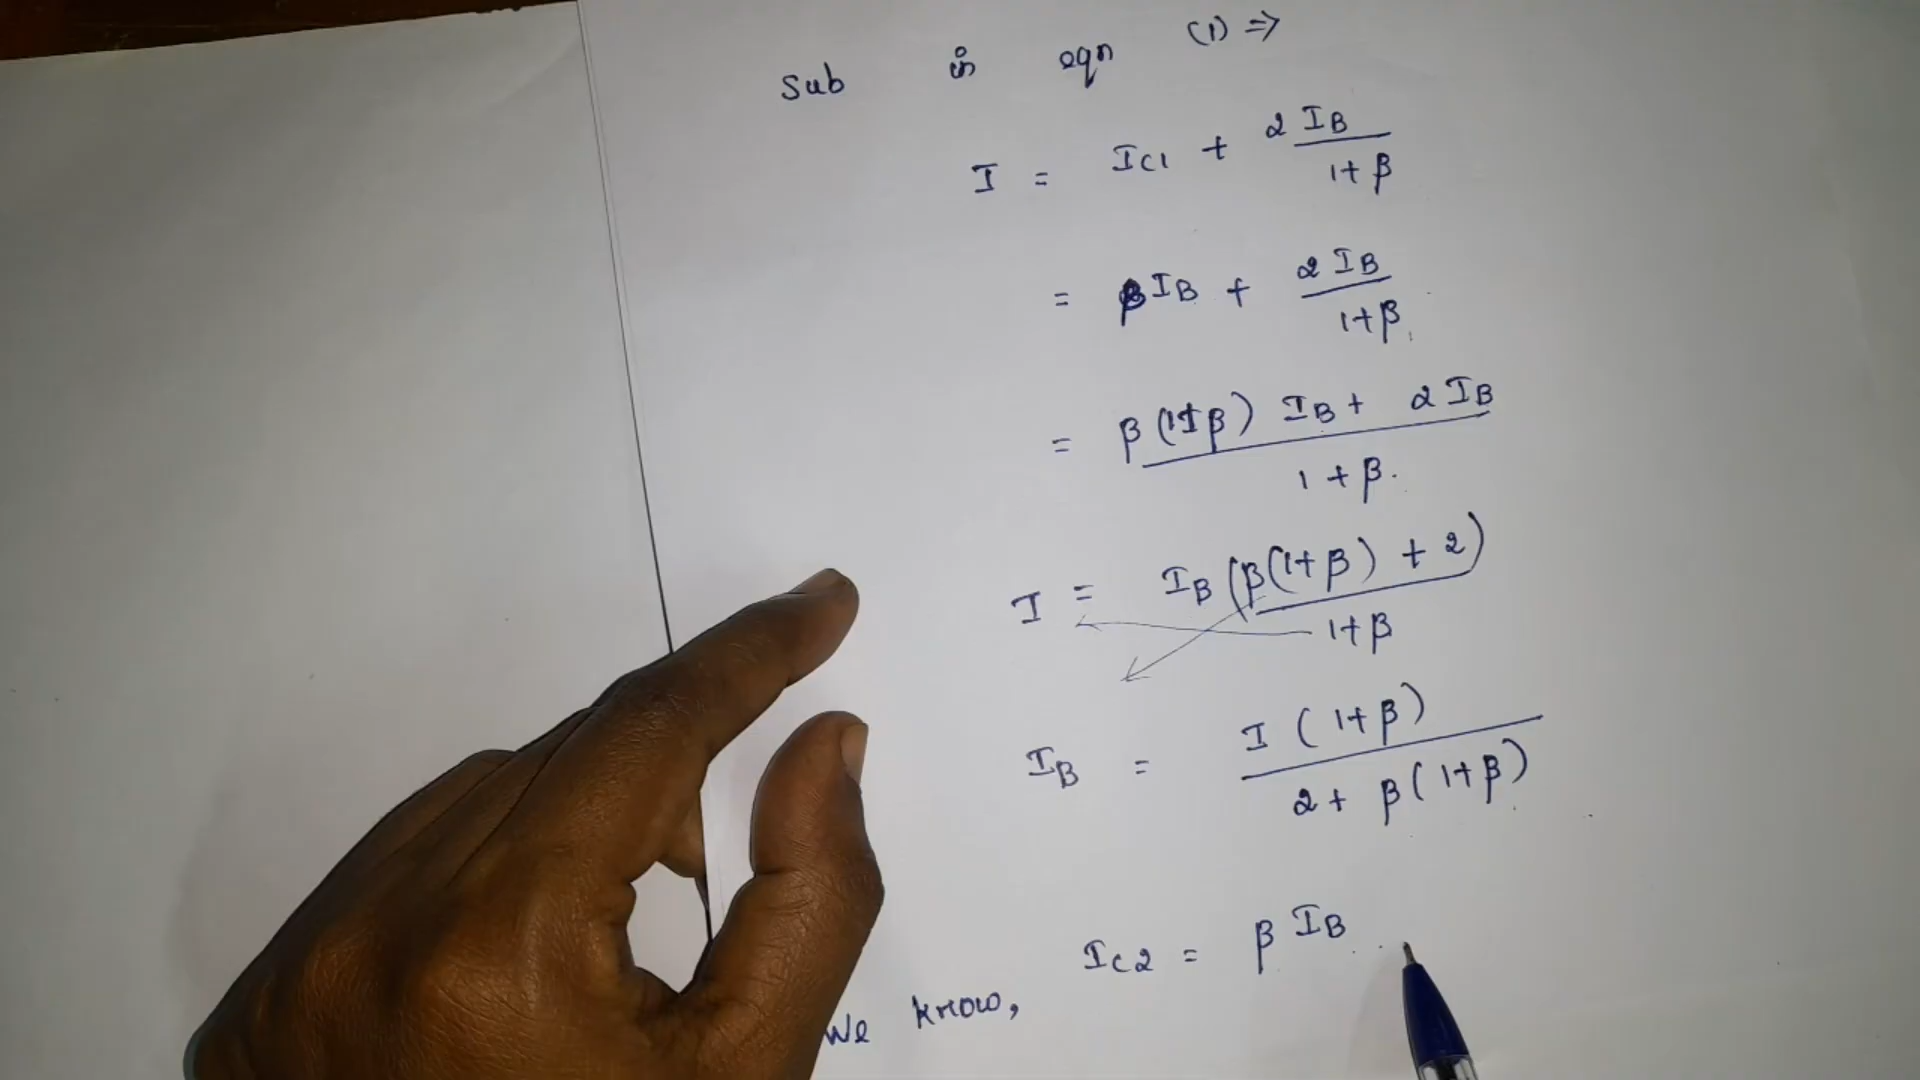 Sub in eqn (1) ⇒
I = IC1 + 2 IB / 1+β
= βIB + 2 IB / 1+β
= β(1+β) IB + 2 IB / 1+β.
I = IB (β(1+β) + 2) / 1+β
IB = I (1+β) / 2 + β(1+β)
IC2 = β IB
We know,